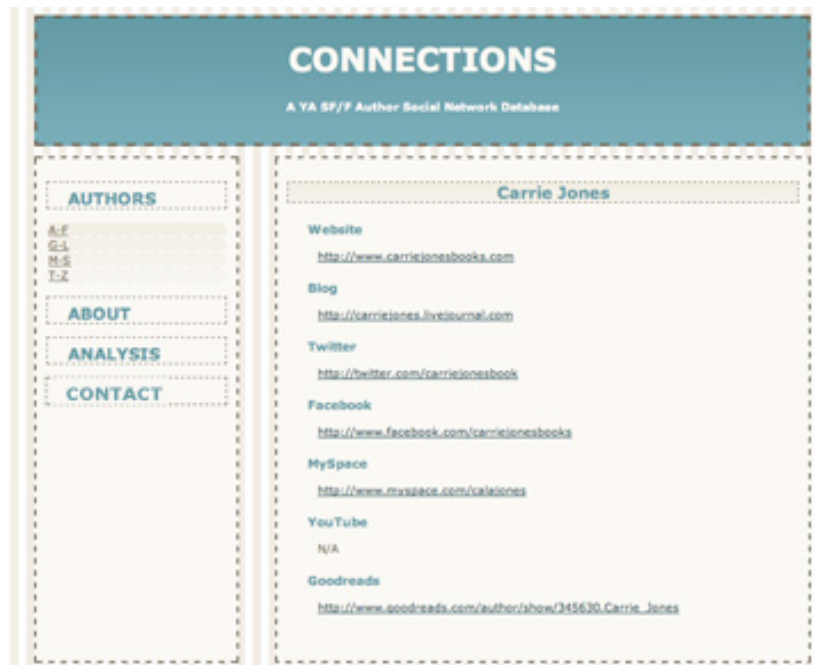 CONNECTIONS
A YA SF/F Author Social Network Database
AUTHORS
A-F
G-L
M-S
T-Z
ABOUT
ANALYSIS
CONTACT
Carrie Jones
Website
http://www.carriejonesbooks.com
Blog
http://carriejones.livejournal.com
Twitter
http://twitter.com/carriejonesbook
Facebook
http://www.facebook.com/carriejonesbooks
MySpace
http://www.myspace.com/calajones
YouTube
N/A
Goodreads
http://www.goodreads.com/author/show/345630.Carrie_Jones